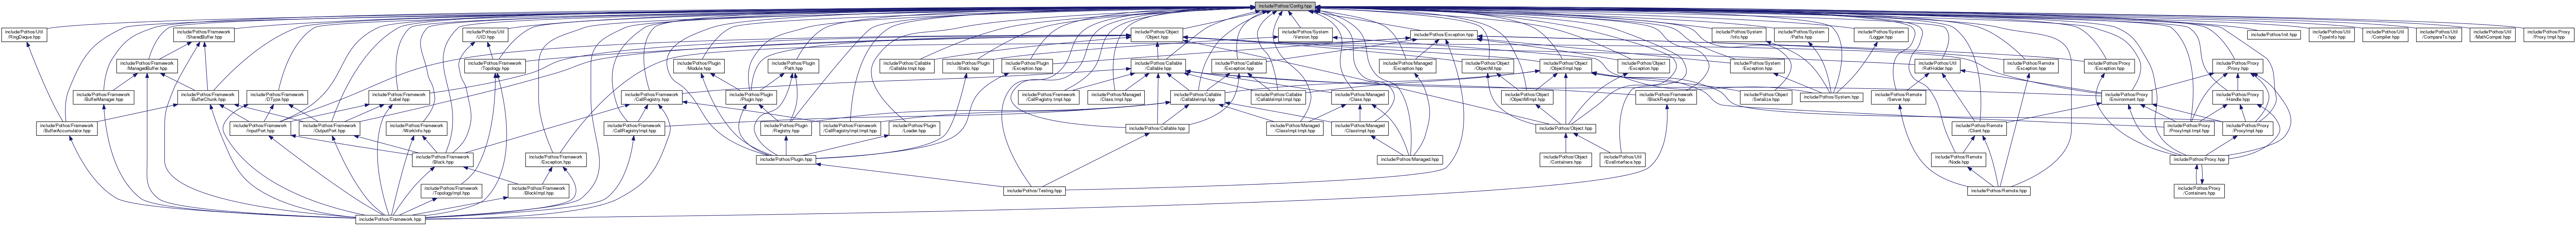 include/Pothos/Config.hpp
include/Pothos/Util
/RingDeque.hpp
include/Pothos/Framework
/SharedBuffer.hpp
include/Pothos/Util
/UID.hpp
include/Pothos/Object
/Object.hpp
include/Pothos/System
/Version.hpp
include/Pothos/Exception.hpp
include/Pothos/System
/Info.hpp
include/Pothos/System
/Paths.hpp
include/Pothos/System
/Logger.hpp
include/Pothos/Init.hpp
include/Pothos/Util
/TypeInfo.hpp
include/Pothos/Util
/Compiler.hpp
include/Pothos/Util
/CompareTo.hpp
include/Pothos/Util
/MathCompat.hpp
include/Pothos/Proxy
/Proxy.Impl.hpp
include/Pothos/Framework
/ManagedBuffer.hpp
include/Pothos/Framework
/Topology.hpp
include/Pothos/Plugin
/Module.hpp
include/Pothos/Plugin
/Path.hpp
include/Pothos/Callable
/Callable.Impl.hpp
include/Pothos/Plugin
/Static.hpp
include/Pothos/Plugin
/Exception.hpp
include/Pothos/Callable
/Callable.hpp
include/Pothos/Callable
/Exception.hpp
include/Pothos/Managed
/Exception.hpp
include/Pothos/Object
/ObjectM.hpp
include/Pothos/Object
/ObjectImpl.hpp
include/Pothos/Object
/Exception.hpp
include/Pothos/System
/Exception.hpp
include/Pothos/Util
/RefHolder.hpp
include/Pothos/Remote
/Exception.hpp
include/Pothos/Proxy
/Exception.hpp
include/Pothos/Proxy
/Proxy.hpp
include/Pothos/Framework
/BufferManager.hpp
include/Pothos/Framework
/BufferChunk.hpp
include/Pothos/Framework
/DType.hpp
include/Pothos/Framework
/Label.hpp
include/Pothos/Framework
/CallRegistry.hpp
include/Pothos/Plugin
/Plugin.hpp
include/Pothos/Framework
/CallRegistry.Impl.hpp
include/Pothos/Managed
/Class.Impl.hpp
include/Pothos/Callable
/CallableImpl.hpp
include/Pothos/Callable
/CallableImpl.Impl.hpp
include/Pothos/Managed
/Class.hpp
include/Pothos/Object
/ObjectMImpl.hpp
include/Pothos/Framework
/BlockRegistry.hpp
include/Pothos/Object
/Serialize.hpp
include/Pothos/System.hpp
include/Pothos/Remote
/Server.hpp
include/Pothos/Proxy
/Environment.hpp
include/Pothos/Proxy
/Handle.hpp
include/Pothos/Framework
/BufferAccumulator.hpp
include/Pothos/Framework
/InputPort.hpp
include/Pothos/Framework
/OutputPort.hpp
include/Pothos/Framework
/WorkInfo.hpp
include/Pothos/Framework
/CallRegistryImpl.hpp
include/Pothos/Plugin
/Registry.hpp
include/Pothos/Framework
/CallRegistryImpl.Impl.hpp
include/Pothos/Plugin
/Loader.hpp
include/Pothos/Callable.hpp
include/Pothos/Managed
/ClassImpl.Impl.hpp
include/Pothos/Managed
/ClassImpl.hpp
include/Pothos/Object.hpp
include/Pothos/Remote
/Client.hpp
include/Pothos/Proxy
/ProxyImpl.Impl.hpp
include/Pothos/Proxy
/ProxyImpl.hpp
include/Pothos/Framework
/Block.hpp
include/Pothos/Framework
/Exception.hpp
include/Pothos/Plugin.hpp
include/Pothos/Managed.hpp
include/Pothos/Object
/Containers.hpp
include/Pothos/Util
/EvalInterface.hpp
include/Pothos/Remote
/Node.hpp
include/Pothos/Proxy.hpp
include/Pothos/Framework
/TopologyImpl.hpp
include/Pothos/Framework
/BlockImpl.hpp
include/Pothos/Testing.hpp
include/Pothos/Remote.hpp
include/Pothos/Proxy
/Containers.hpp
include/Pothos/Framework.hpp